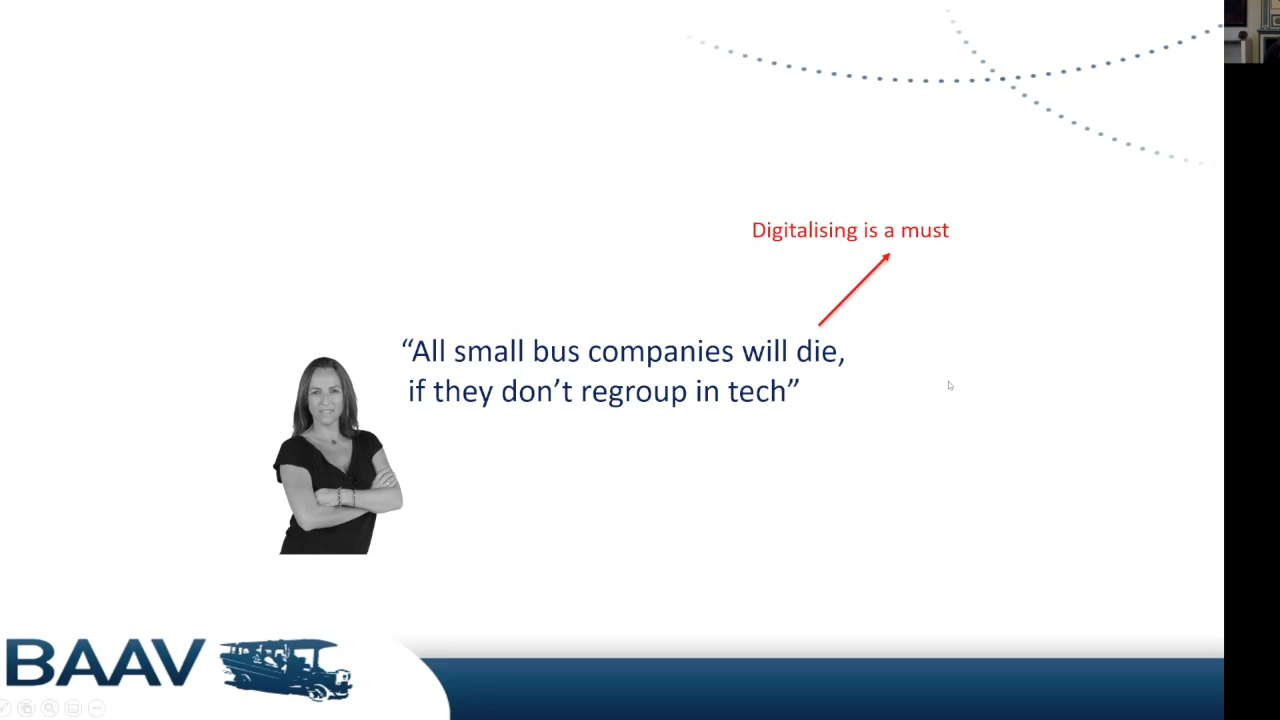 Digitalising is a must
“All small bus companies will die,
if they don’t regroup in tech”
BAAV